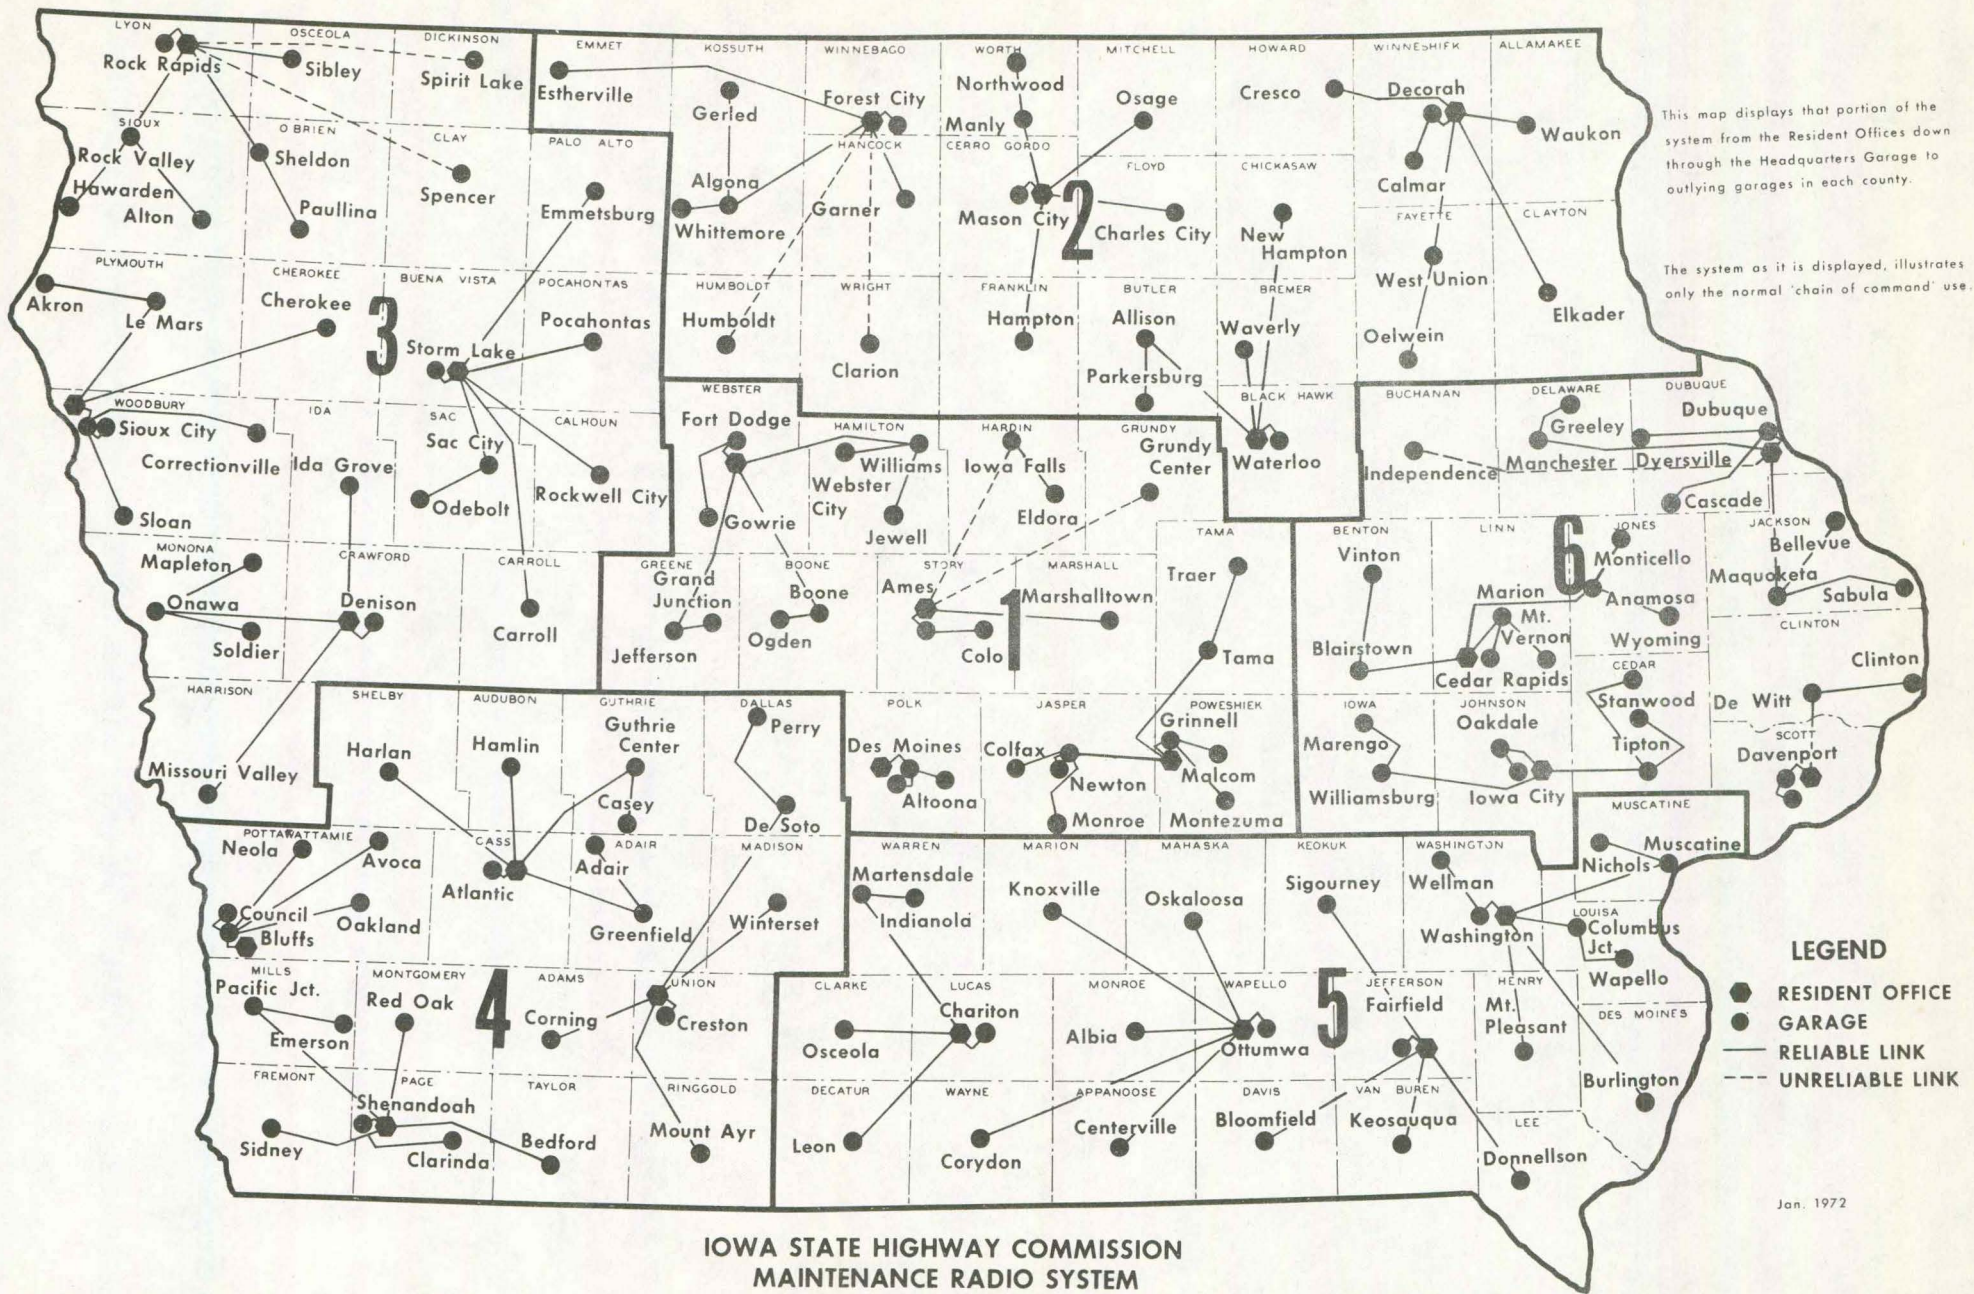 LYON
OSCEOLA
DICKINSON
Rock Rapids
Sibley
Spirit Lake
SIOUX
O'BRIEN
CLAY
Rock Valley
Sheldon
Hawarden
Alton
Paullina
Spencer
EMMET
KOSSUTH
WINNEBAGO
WORTH
MITCHELL
HOWARD
WINNESHIEK
ALLAMAKEE
Estherville
Gerled
Forest City
Northwood
Manly
Osage
Cresco
Decorah
Waukon
PALO ALTO
HANCOCK
CERRO GORDO
FLOYD
CHICKASAW
Emmetsburg
Algona
Whittemore
Garner
Mason City
2
Charles City
New
Hampton
Calmar
FAYETTE
CLAYTON
West Union
Oelwein
Elkader
This map displays that portion of the
system from the Resident Offices down
through the Headquarters Garage to
outlying garages in each county.
The system as it is displayed, illustrates
only the normal 'chain of command' use.
PLYMOUTH
CHEROKEE
BUENA VISTA
POCAHONTAS
HUMBOLDT
WRIGHT
FRANKLIN
BUTLER
BREMER
Akron
Le Mars
Cherokee
3
Storm Lake
Pocahontas
Humboldt
Clarion
Hampton
Allison
Parkersburg
Waverly
WOODBURY
IDA
SAC
CALHOUN
WEBSTER
HAMILTON
HARDIN
GRUNDY
BLACK HAWK
BUCHANAN
DELAWARE
DUBUQUE
Sioux City
Correctionville
Sloan
Ida Grove
Sac City
Odebolt
Rockwell City
Fort Dodge
Gowrie
Williams
Webster
City
Jewell
Iowa Falls
Eldora
Grundy
Center
Waterloo
Independence
Greeley
Manchester
Dubuque
Dyersville
Cascade
MONONA
CRAWFORD
CARROLL
GREENE
BOONE
STORY
MARSHALL
TAMA
BENTON
LINN
JONES
JACKSON
Mapleton
Onawa
Soldier
Denison
Carroll
Grand
Junction
Jefferson
Boone
Ogden
Ames
Colo
1
Marshalltown
Traer
Tama
Vinton
Blairstown
Marion
Mt.
Vernon
Cedar Rapids
6
Monticello
Anamosa
Wyoming
Bellevue
Maquoketa
Sabula
HARRISON
SHELBY
AUDUBON
GUTHRIE
DALLAS
POLK
JASPER
POWESHIEK
IOWA
JOHNSON
CEDAR
CLINTON
SCOTT
Missouri Valley
Harlan
Hamlin
Guthrie
Center
Casey
Perry
De Soto
Des Moines
Altoona
Colfax
Newton
Monroe
Grinnell
Malcom
Montezuma
Marengo
Williamsburg
Oakdale
Iowa City
Stanwood
Tipton
De Witt
Clinton
Davenport
POTTAWATTAMIE
CASS
ADAIR
MADISON
WARREN
MARION
MAHASKA
KEOKUK
WASHINGTON
MUSCATINE
LOUISA
Neola
Avoca
Council
Bluffs
Oakland
Atlantic
Adair
Greenfield
Winterset
Martensdale
Indianola
Knoxville
Oskaloosa
Sigourney
Wellman
Washington
Nichols
Muscatine
Columbus
Jct.
Wapello
MILLS
MONTGOMERY
ADAMS
UNION
CLARKE
LUCAS
MONROE
WAPELLO
JEFFERSON
HENRY
DES MOINES
Pacific Jct.
Emerson
Red Oak
4
Corning
Creston
Osceola
Chariton
Albia
Ottumwa
5
Fairfield
Mt.
Pleasant
Burlington
FREMONT
PAGE
TAYLOR
RINGGOLD
DECATUR
WAYNE
APPANOOSE
DAVIS
VAN BUREN
LEE
Sidney
Shenandoah
Clarinda
Bedford
Mount Ayr
Leon
Corydon
Centerville
Bloomfield
Keosauqua
Donnellson
LEGEND
RESIDENT OFFICE
GARAGE
RELIABLE LINK
UNRELIABLE LINK
Jan. 1972
IOWA STATE HIGHWAY COMMISSION
MAINTENANCE RADIO SYSTEM